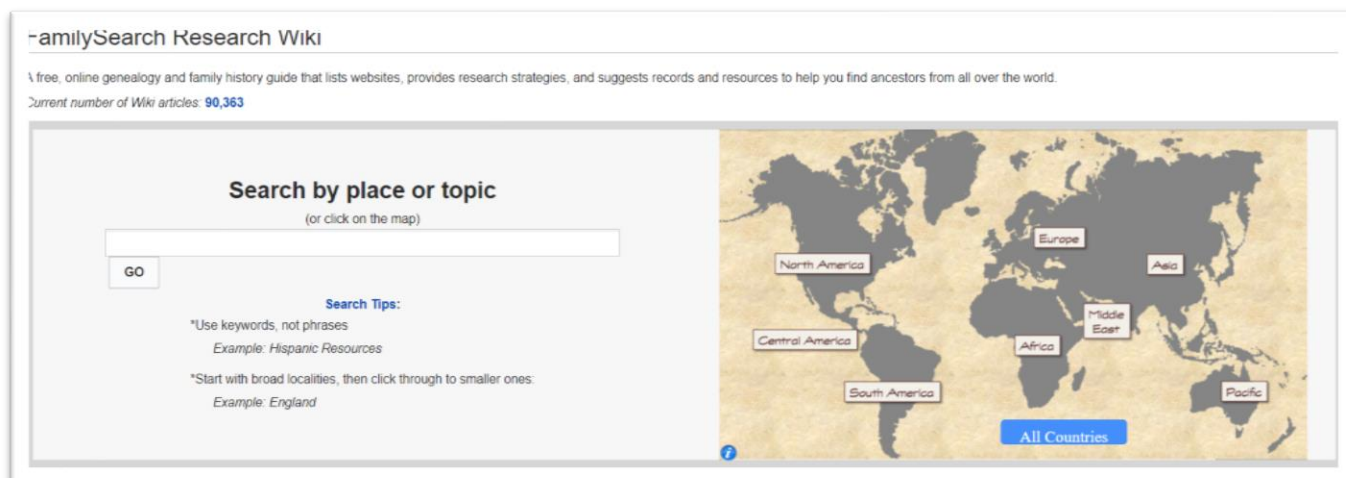 FamilySearch Research Wiki
A free, online genealogy and family history guide that lists websites, provides research strategies, and suggests records and resources to help you find ancestors from all over the world.
Current number of Wiki articles: 90,363
Search by place or topic
(or click on the map)
GO
Search Tips:
*Use keywords, not phrases
Example: Hispanic Resources
*Start with broad localities, then click through to smaller ones:
Example: England
Europe
North America
Asia
Middle
East
Central America
Africa
South America
Pacific
All Countries
i